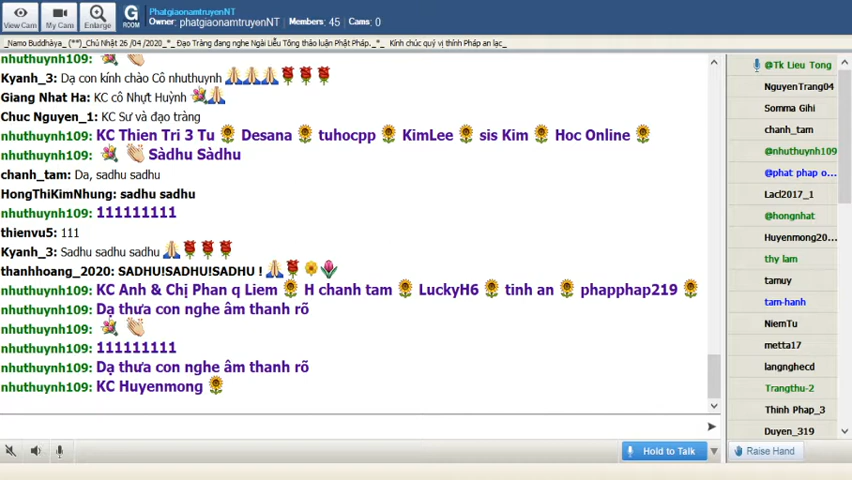 View Cam
My Cam
Enlarge
G
ROOM
PhatgiaonamtruyenNT
Owner: phatgiaonamtruyenNT Members: 45 Cams: 0
_Namo Buddhàya_ (**)_Chủ Nhật 26 /04 /2020_*_ Đạo Tràng đang nghe Ngài Liễu Tông thảo luận Phật Pháp._*_ Kính chúc quý vị thính Pháp an lạc_
nhuthuynh109:
Kyanh_3: Dạ con kính chào Cô nhuthuynh
Giang Nhat Ha: KC cô Nhựt Huỳnh
Chuc Nguyen_1: KC Sư và đạo tràng
nhuthuynh109: KC Thien Tri 3 Tu Desana tuhocpp KimLee sis Kim Hoc Online
nhuthuynh109: Sàdhu Sàdhu
chanh_tam: Da, sadhu sadhu
HongThiKimNhung: sadhu sadhu
nhuthuynh109: 111111111
thienvu5: 111
Kyanh_3: Sadhu sadhu sadhu
thanhhoang_2020: SADHU!SADHU!SADHU !
nhuthuynh109: KC Anh & Chị Phan q Liem H chanh tam LuckyH6 tinh an phapphap219
nhuthuynh109: Dạ thưa con nghe âm thanh rõ
nhuthuynh109:
nhuthuynh109: 111111111
nhuthuynh109: Dạ thưa con nghe âm thanh rõ
nhuthuynh109: KC Huyenmong
@Tk Lieu Tong
NguyenTrang04
Somma Gihi
chanh_tam
@nhuthuynh109
@phat phap o...
Lacl2017_1
@hongnhat
Huyenmong20...
thy lam
tamuy
tam-hanh
NiemTu
metta17
langnghecd
Trangthu-2
Thinh Phap_3
Duyen_319
Hold to Talk
Raise Hand